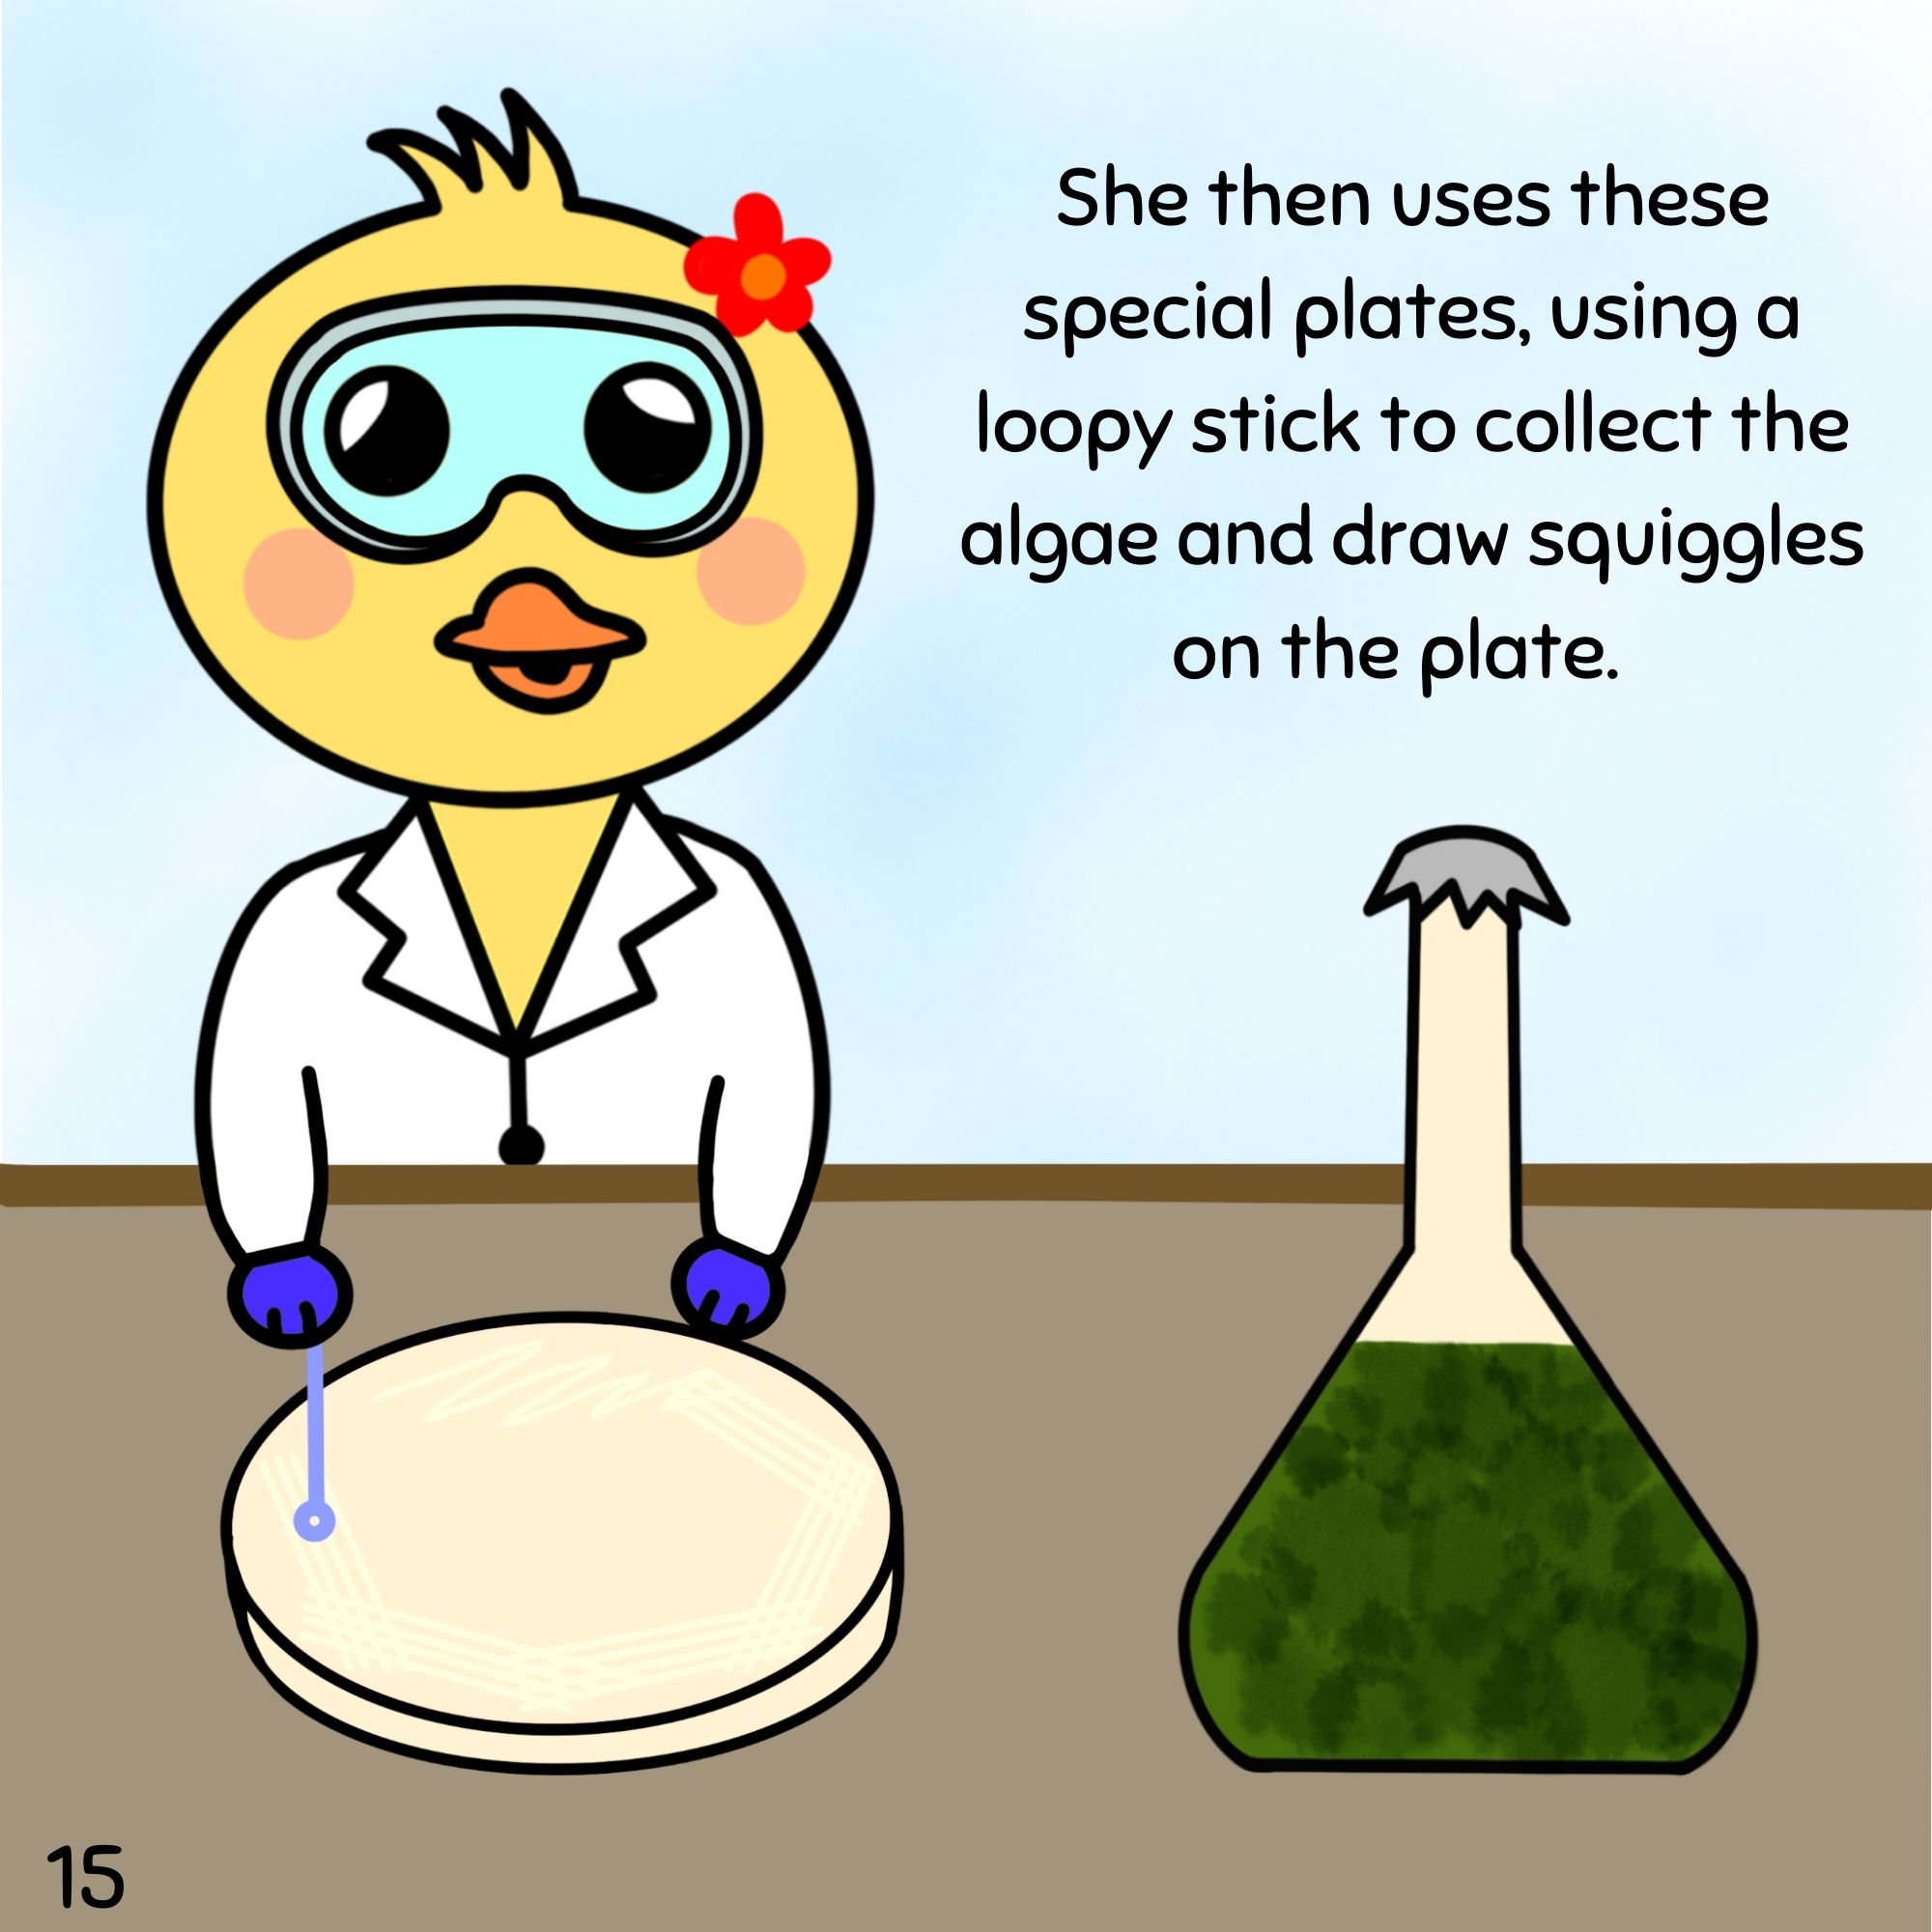 She then uses these
special plates, using a
loopy stick to collect the
algae and draw squiggles
on the plate.
15